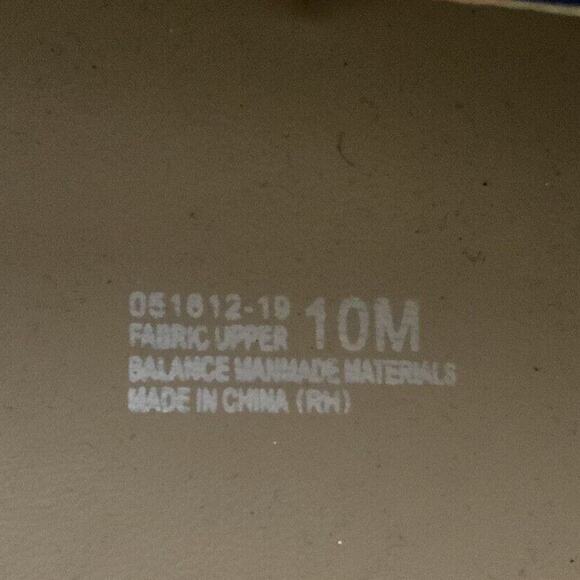 051612-19 10M
FABRIC UPPER
BALANCE MANMADE MATERIALS
MADE IN CHINA (RH)